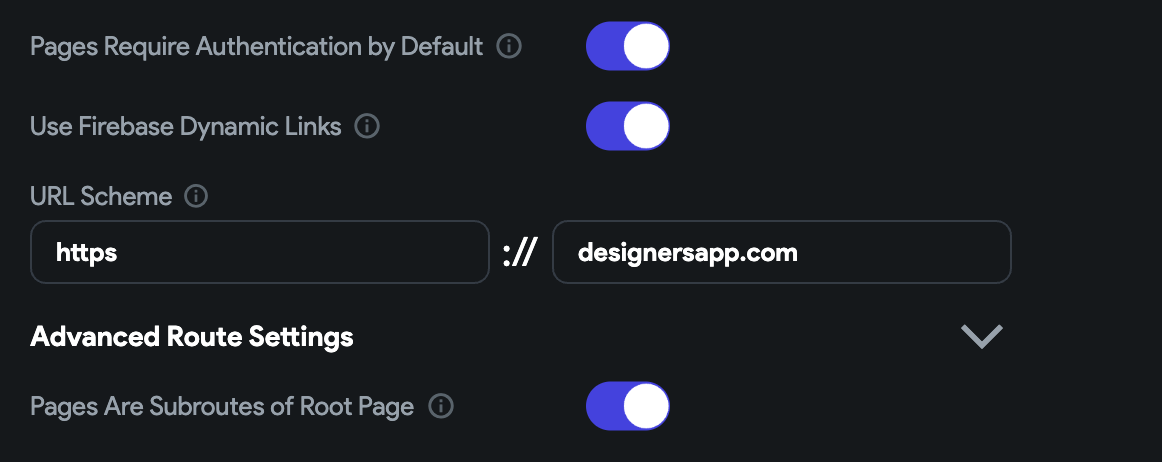 Pages Require Authentication by Default
Use Firebase Dynamic Links
URL Scheme
https :// designersapp.com
Advanced Route Settings
Pages Are Subroutes of Root Page